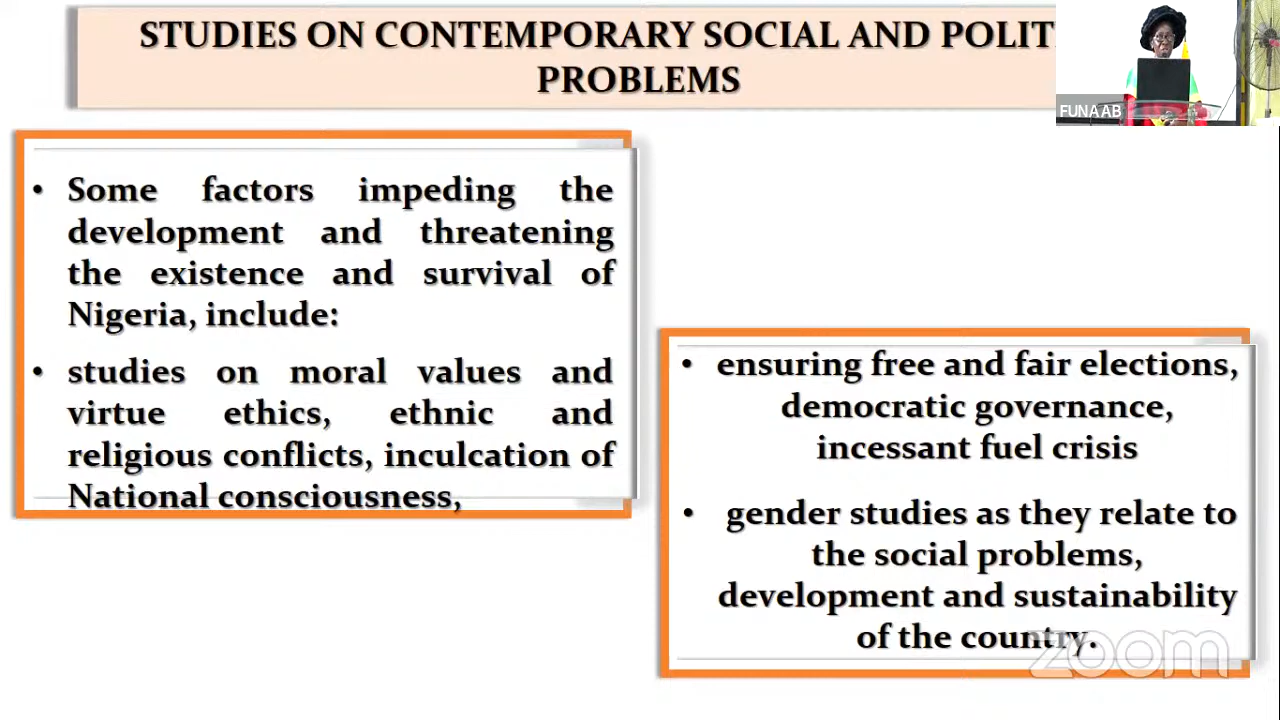 STUDIES ON CONTEMPORARY SOCIAL AND POLIT
PROBLEMS
FUNAAB
• Some factors impeding the
development and threatening
the existence and survival of
Nigeria, include:
• studies on moral values and
virtue ethics, ethnic and
religious conflicts, inculcation of
National consciousness,
• ensuring free and fair elections,
democratic governance,
incessant fuel crisis
• gender studies as they relate to
the social problems,
development and sustainability
of the country.
zoom